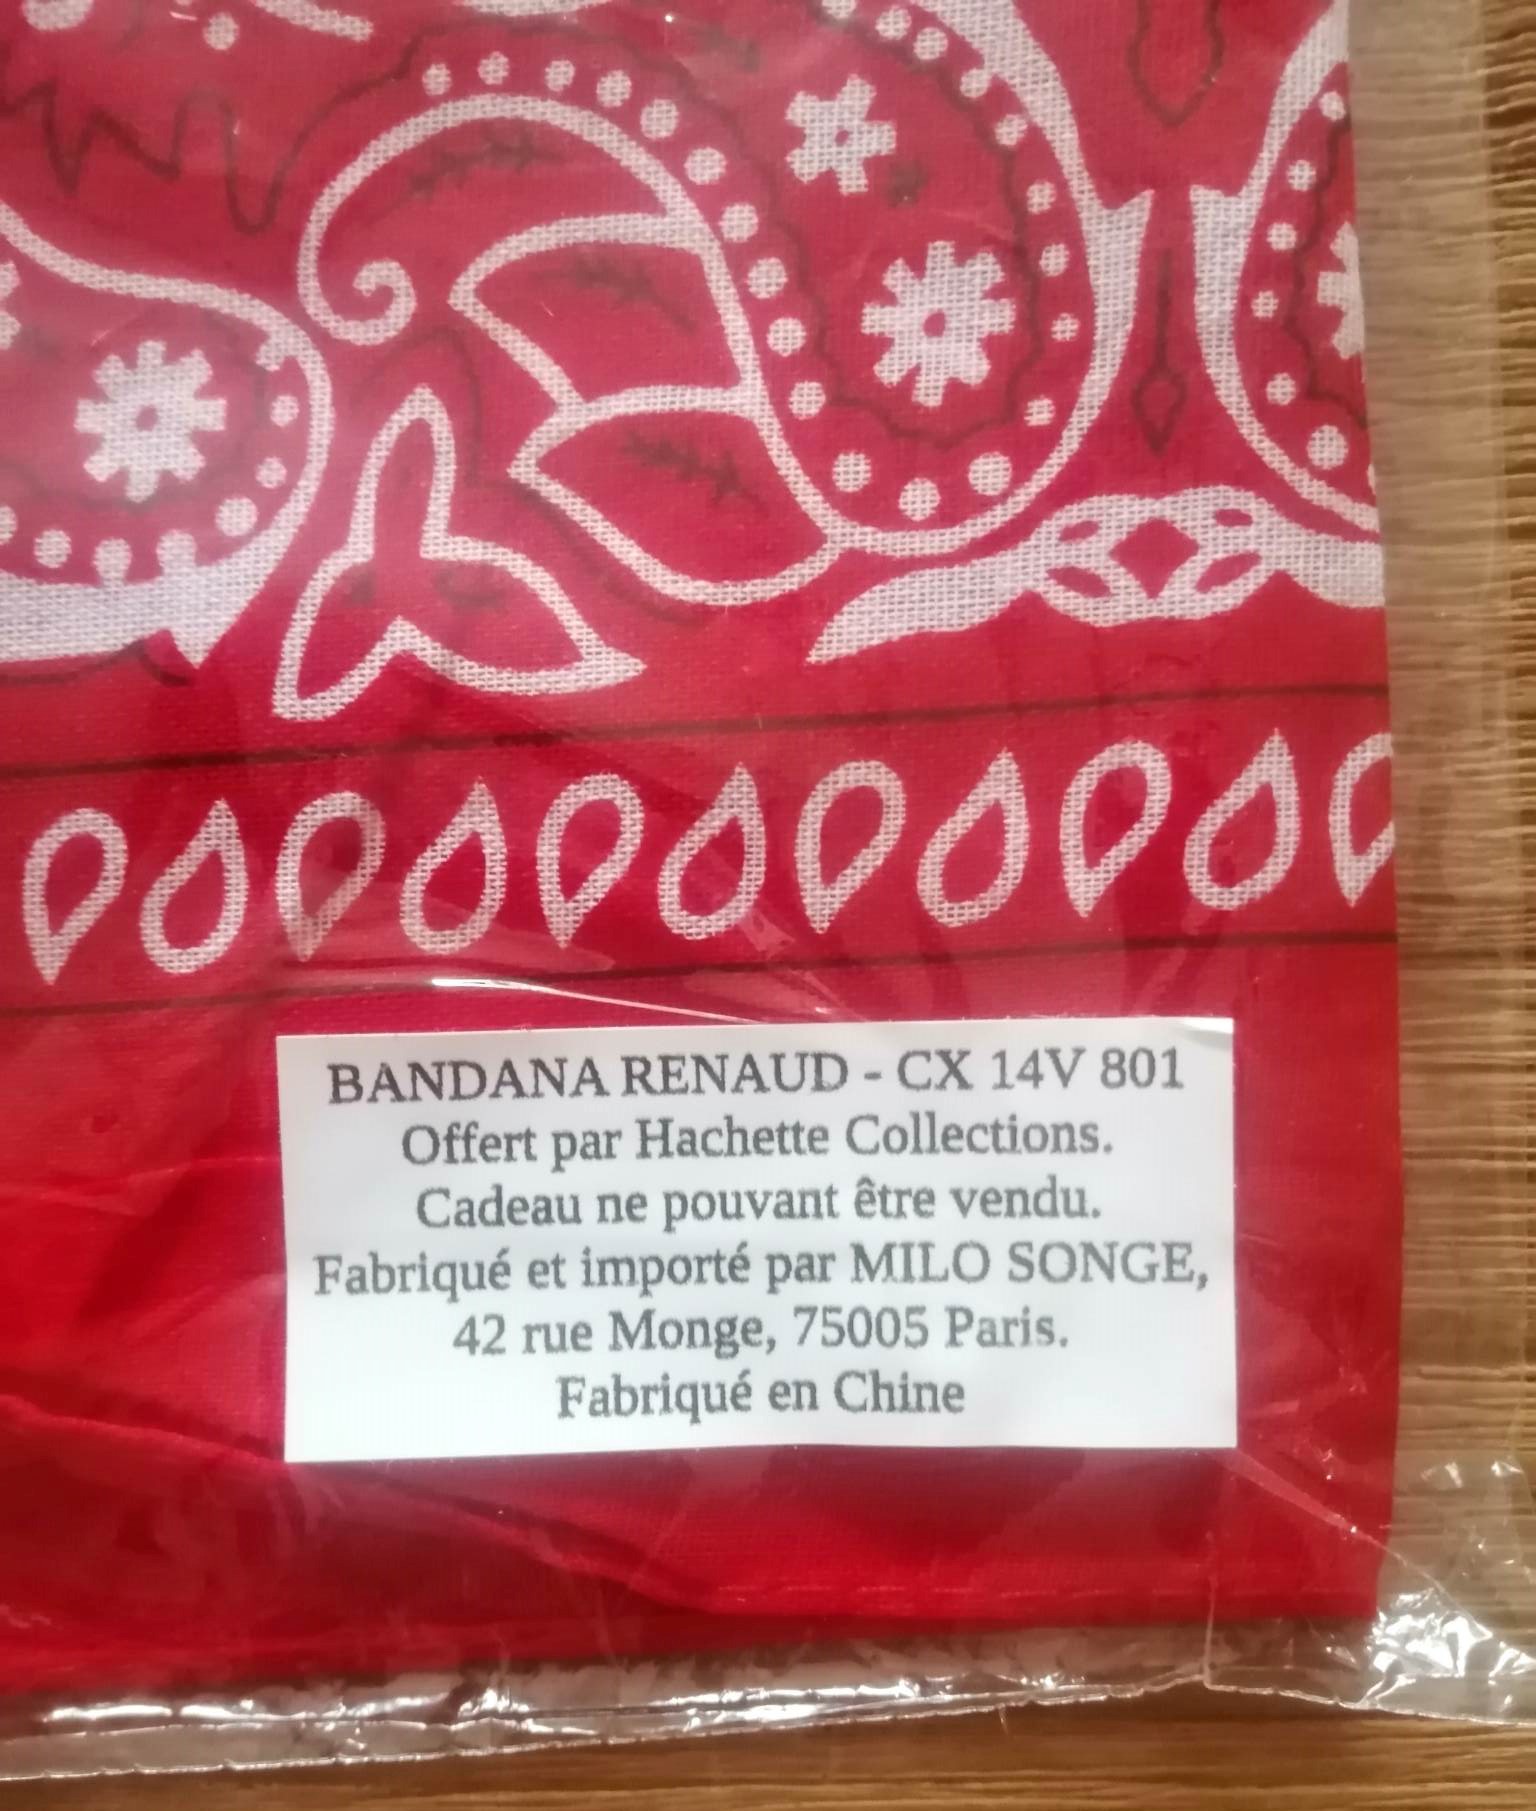 BANDANA RENAUD - CX 14V 801
Offert par Hachette Collections.
Cadeau ne pouvant être vendu.
Fabriqué et importé par MILO SONGE,
42 rue Monge, 75005 Paris.
Fabriqué en Chine